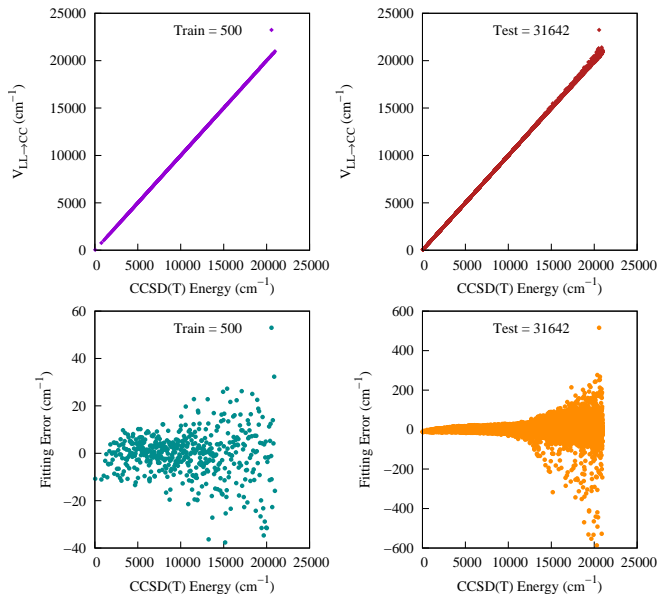 25000
20000
15000
10000
5000
0
V_LL→CC (cm⁻¹)
Train = 500
0 5000 10000 15000 20000 25000
CCSD(T) Energy (cm⁻¹)
25000
20000
15000
10000
5000
0
V_LL→CC (cm⁻¹)
Test = 31642
0 5000 10000 15000 20000 25000
CCSD(T) Energy (cm⁻¹)
60
40
20
0
−20
−40
Fitting Error (cm⁻¹)
Train = 500
0 5000 10000 15000 20000 25000
CCSD(T) Energy (cm⁻¹)
600
400
200
0
−200
−400
−600
Fitting Error (cm⁻¹)
Test = 31642
0 5000 10000 15000 20000 25000
CCSD(T) Energy (cm⁻¹)